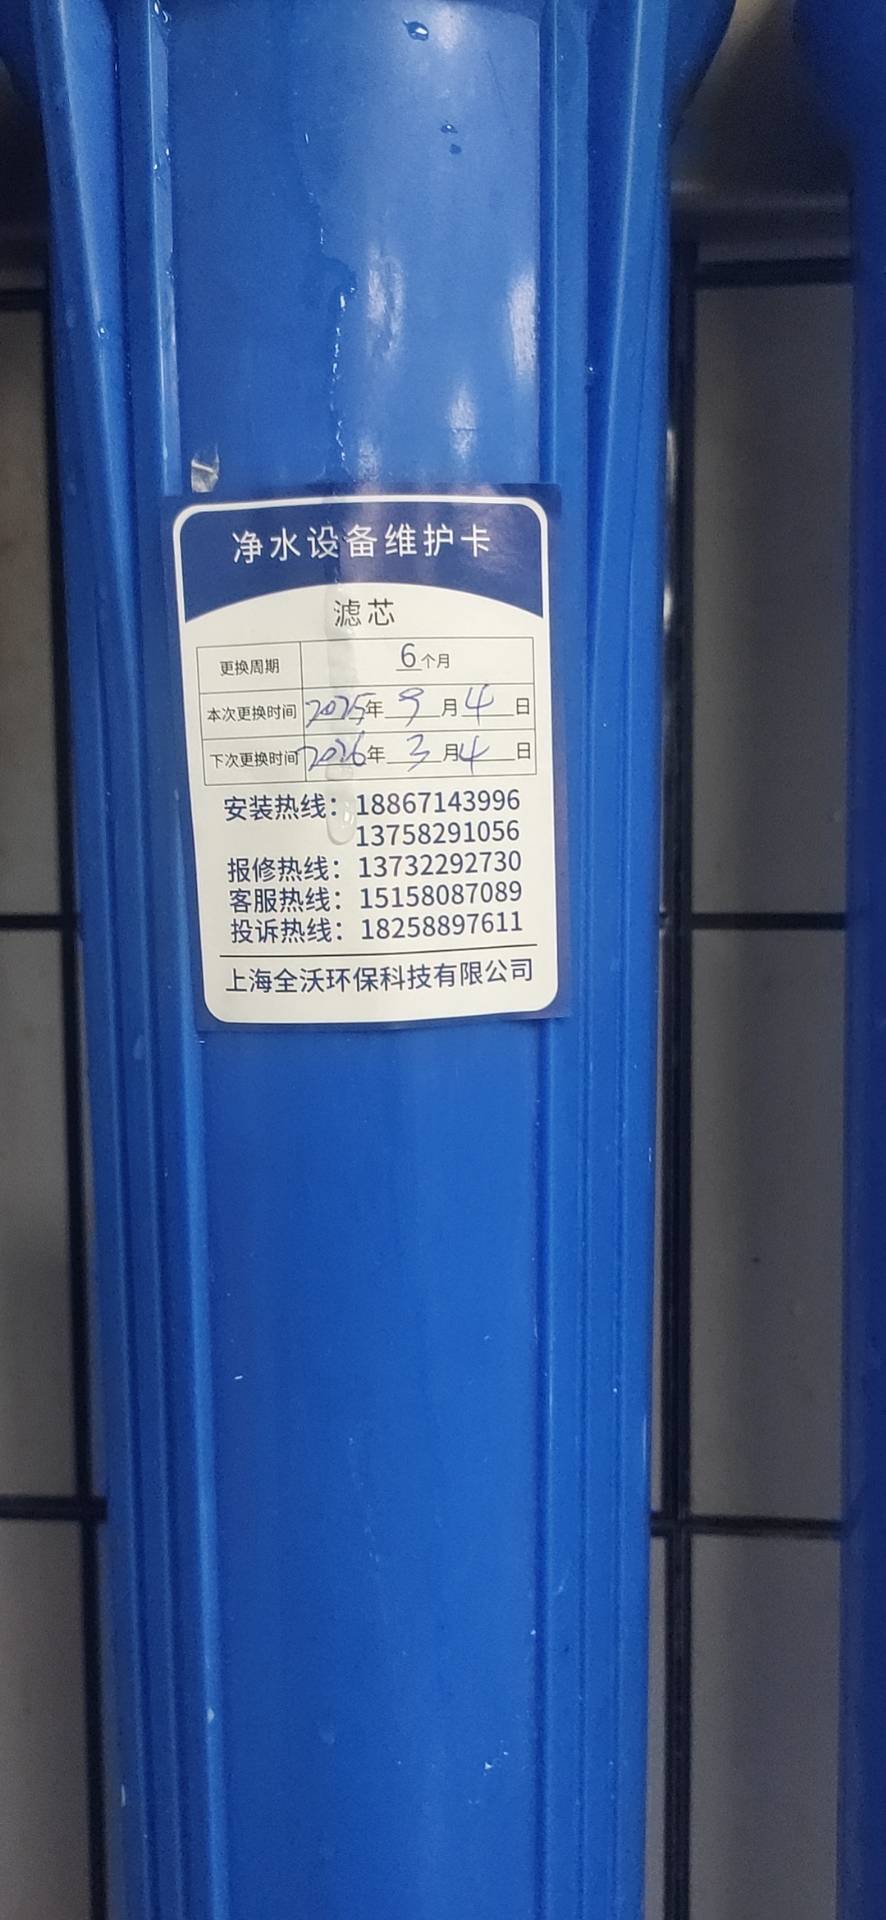 净水设备维护卡
滤芯
更换周期 6个月
本次更换时间 2025年 9 月 4 日
下次更换时间 2026年 3 月 4 日
安装热线：18867143996
13758291056
报修热线：13732292730
客服热线：15158087089
投诉热线：18258897611
上海全沃环保科技有限公司